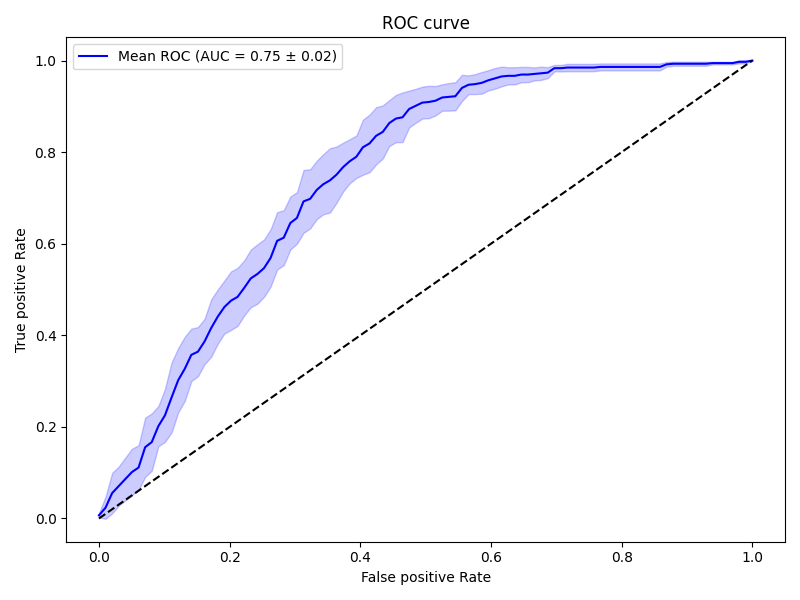 ROC curve
Mean ROC (AUC = 0.75 ± 0.02)
1.0
0.8
0.6
0.4
0.2
0.0
True positive Rate
0.0 0.2 0.4 0.6 0.8 1.0
False positive Rate